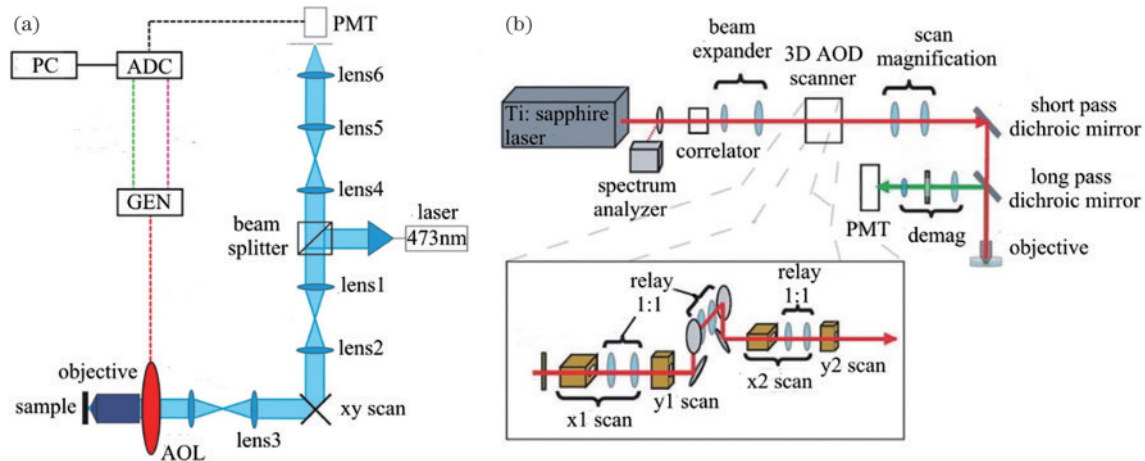 (a)
PMT
PC
ADC
lens6
lens5
lens4
GEN
beam
splitter
laser
473nm
lens1
lens2
objective
sample
AOL
lens3
xy scan
(b)
beam
expander
3D AOD
scanner
scan
magnification
Ti: sapphire
laser
correlator
spectrum
analyzer
short pass
dichroic mirror
long pass
dichroic mirror
PMT
demag
objective
relay
1:1
relay
1:1
x1 scan
y1 scan
x2 scan
y2 scan